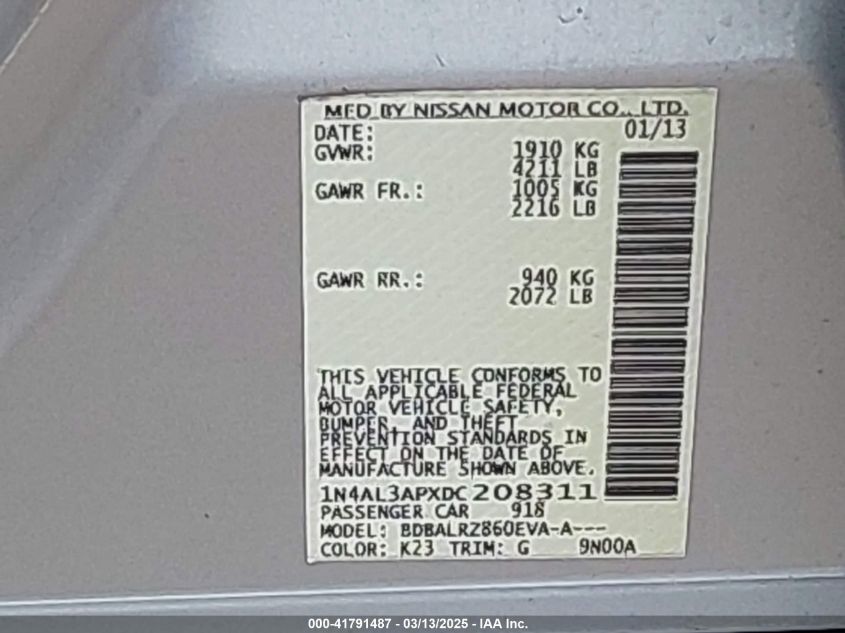 MFD BY NISSAN MOTOR CO., LTD.
DATE: 01/13
GVWR: 1910 KG
4211 LB
GAWR FR.: 1005 KG
2216 LB
GAWR RR.: 940 KG
2072 LB
THIS VEHICLE CONFORMS TO
ALL APPLICABLE FEDERAL
MOTOR VEHICLE SAFETY,
BUMPER, AND THEFT
PREVENTION STANDARDS IN
EFFECT ON THE DATE OF
MANUFACTURE SHOWN ABOVE.
1N4AL3APXDC208311
PASSENGER CAR 918
MODEL: BDBALRZ860EVA-A---
COLOR: K23 TRIM: G 9N00A
000-41791487 - 03/13/2025 - IAA Inc.